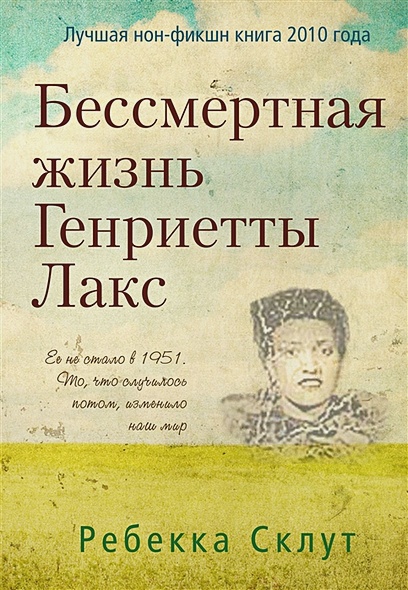 Лучшая нон-фикшн книга 2010 года
Бессмертная
жизнь
Генриетты
Лакс
Ее не стало в 1951.
То, что случилось
потом, изменило
наш мир
Ребекка Склут